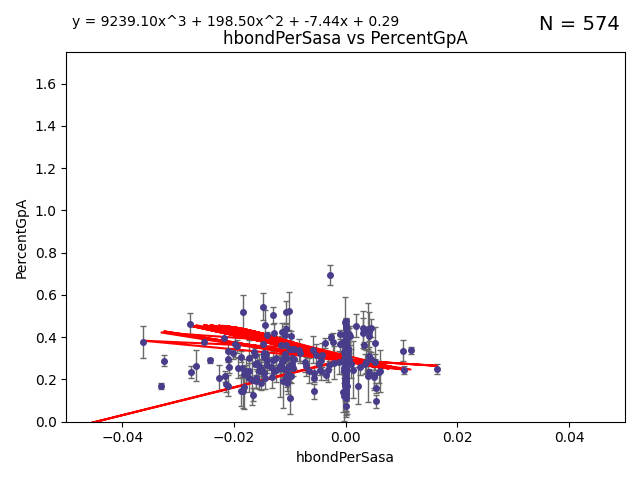 y = 9239.10x^3 + 198.50x^2 + -7.44x + 0.29
N = 574
hbondPerSasa vs PercentGpA
1.6
1.4
1.2
1.0
0.8
0.6
0.4
0.2
0.0
PercentGpA
−0.04 −0.02 0.00 0.02 0.04
hbondPerSasa